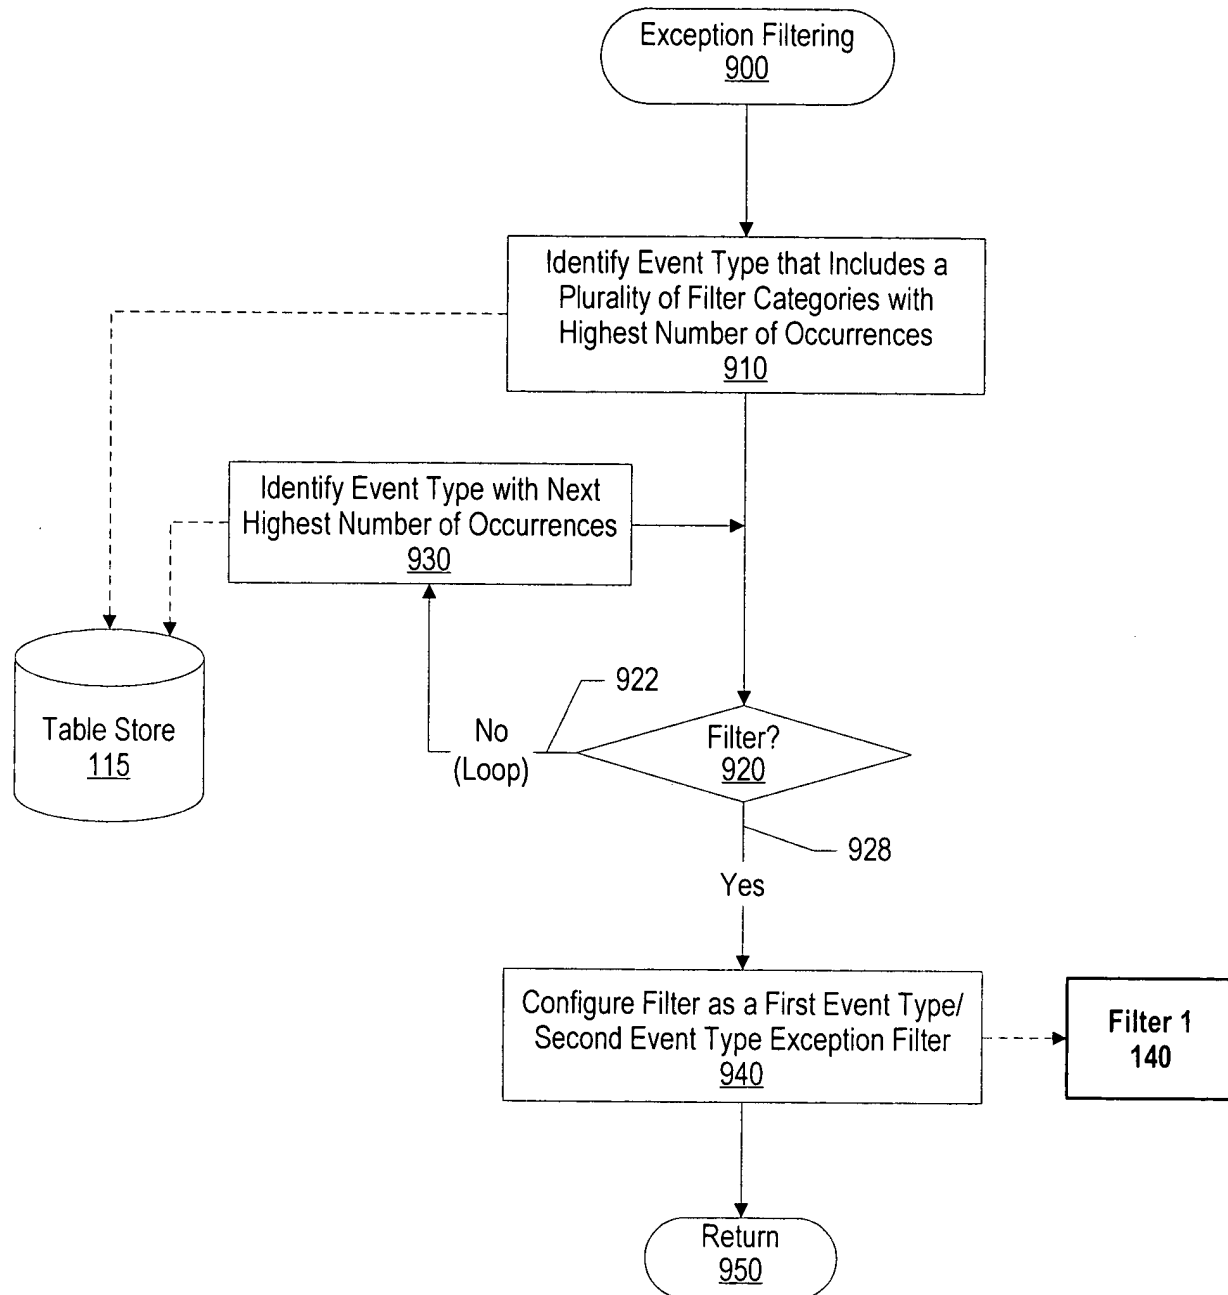 Exception Filtering
900
Identify Event Type that Includes a
Plurality of Filter Categories with
Highest Number of Occurrences
910
Identify Event Type with Next
Highest Number of Occurrences
930
Table Store
115
922
No
(Loop)
Filter?
920
928
Yes
Configure Filter as a First Event Type/
Second Event Type Exception Filter
940
Filter 1
140
Return
950